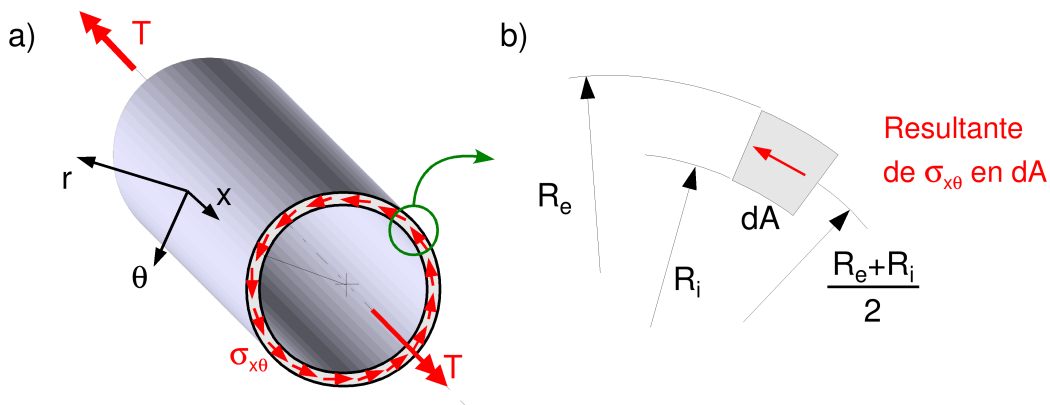 a)
T
r
x
θ
σxθ
T
b)
Re
Ri
dA
Re+Ri
2
Resultante
de σxθ en dA